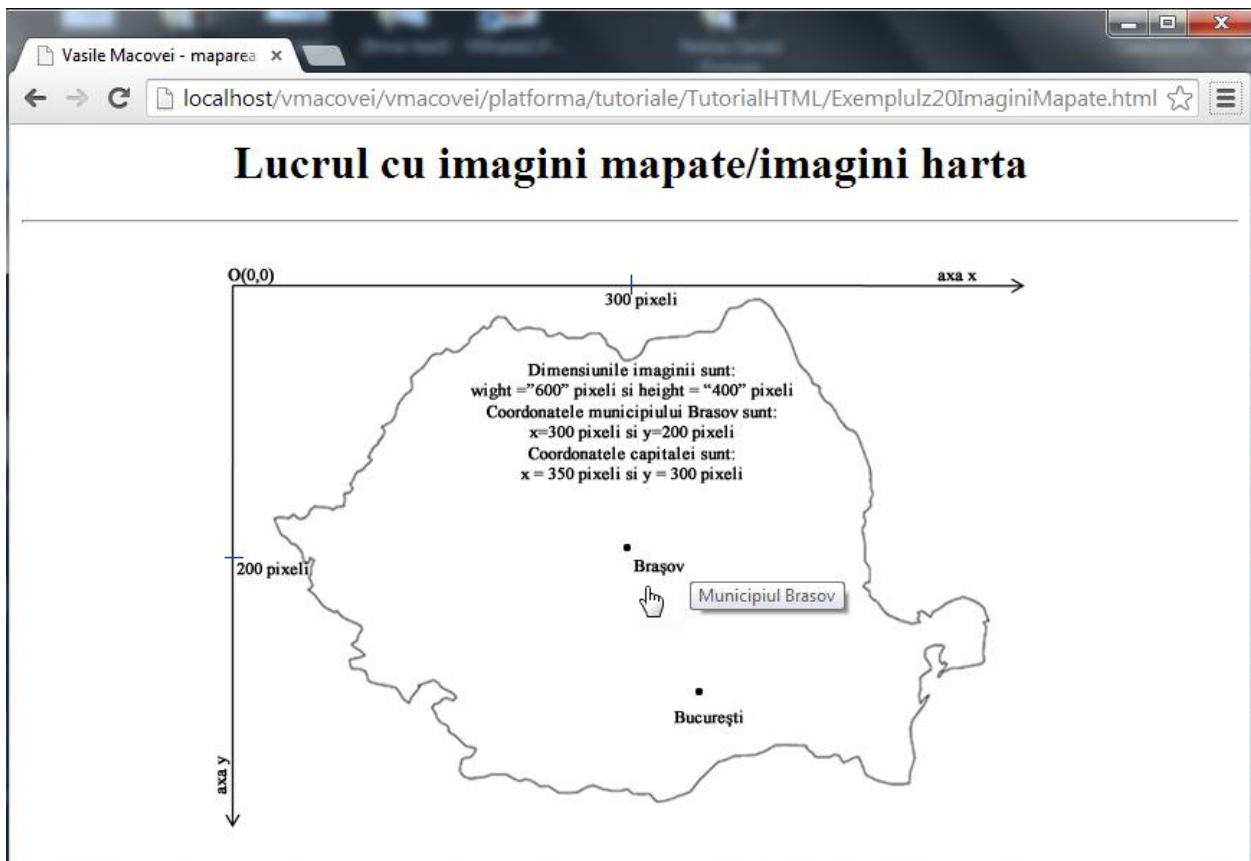 Vasile Macovei - maparea
localhost/vmacovei/vmacovei/platforma/tutoriale/TutorialHTML/Exemplulz20ImaginiMapate.html
Lucrul cu imagini mapate/imagini harta
O(0,0)
axa x
300 pixeli
Dimensiunile imaginii sunt:
wight =”600” pixeli si height = “400” pixeli
Coordonatele municipiului Brasov sunt:
x=300 pixeli si y=200 pixeli
Coordonatele capitalei sunt:
x = 350 pixeli si y = 300 pixeli
200 pixeli
Brașov
Municipiul Brasov
București
axa y